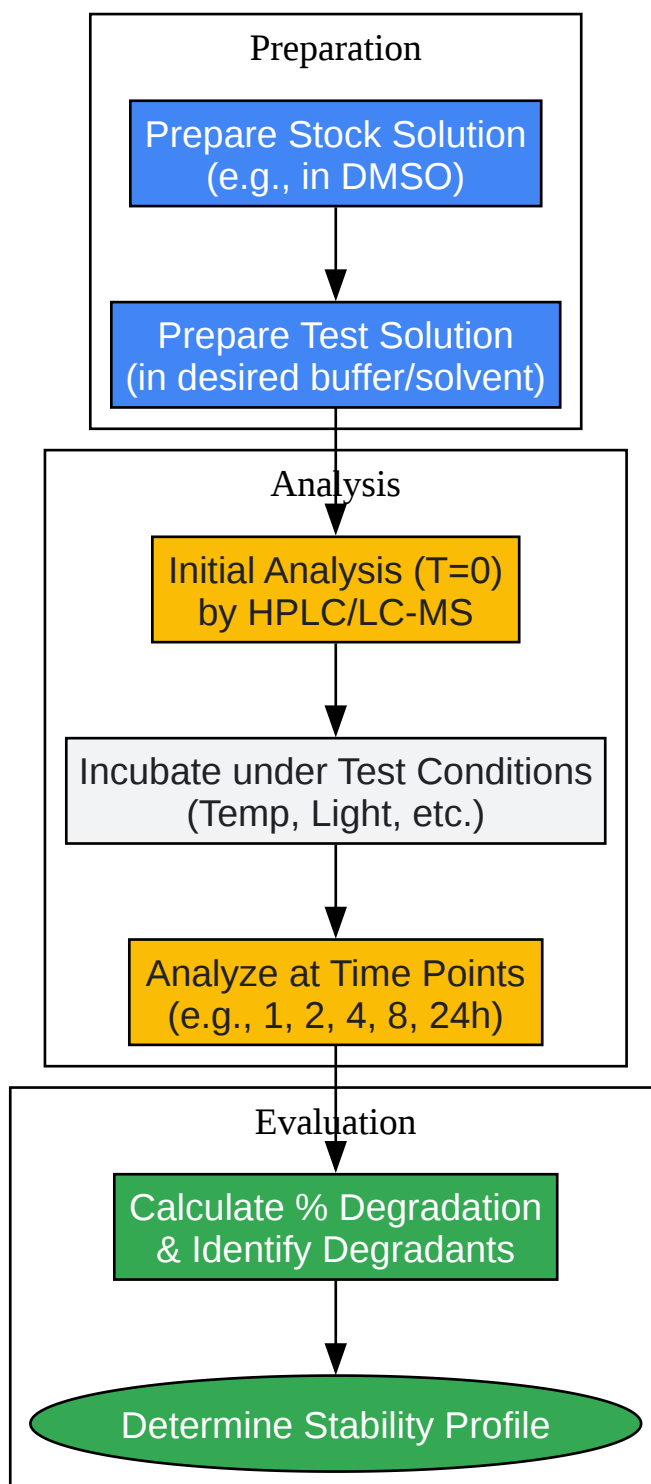 Preparation
Prepare Stock Solution
(e.g., in DMSO)
Prepare Test Solution
(in desired buffer/solvent)
Analysis
Initial Analysis (T=0)
by HPLC/LC-MS
Incubate under Test Conditions
(Temp, Light, etc.)
Analyze at Time Points
(e.g., 1, 2, 4, 8, 24h)
Evaluation
Calculate % Degradation
& Identify Degradants
Determine Stability Profile